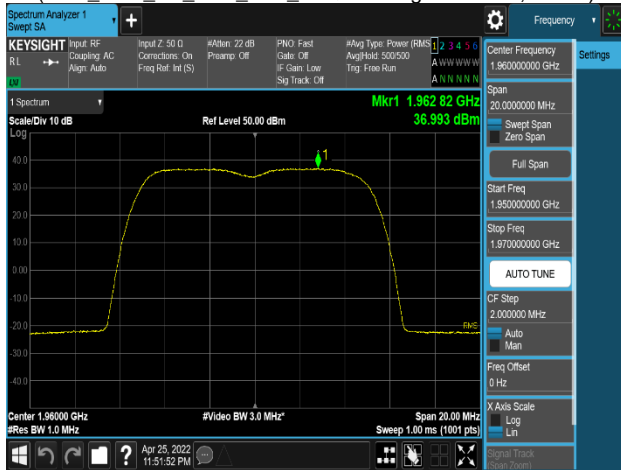 Spectrum Analyzer 1
Swept SA
+
Frequency
KEYSIGHT
RL
Input: RF
Coupling: AC
Align: Auto
Input Z: 50 Ω
Corrections: On
Freq Ref: Int (S)
#Atten: 22 dB
Preamp: Off
PNO: Fast
Gate: Off
IF Gain: Low
Sig Track: Off
#Avg Type: Power (RMS
Avg|Hold: 500/500
Trig: Free Run
1 2 3 4 5 6
A W W W W W
A N N N N N
Center Frequency
1.960000000 GHz
Settings
Span
20.0000000 MHz
Swept Span
Zero Span
Full Span
Start Freq
1.950000000 GHz
Stop Freq
1.970000000 GHz
AUTO TUNE
CF Step
2.000000 MHz
Auto
Man
Freq Offset
0 Hz
X Axis Scale
Log
Lin
Signal Track
(Span Zoom)
1 Spectrum
Scale/Div 10 dB
Log
Ref Level 50.00 dBm
Mkr1 1.962 82 GHz
36.993 dBm
1
40.0
30.0
20.0
10.0
0.00
-10.0
-20.0
-30.0
-40.0
RMS
Center 1.96000 GHz
#Res BW 1.0 MHz
#Video BW 3.0 MHz*
Span 20.00 MHz
Sweep 1.00 ms (1001 pts)
?
Apr 25, 2022
11:51:52 PM